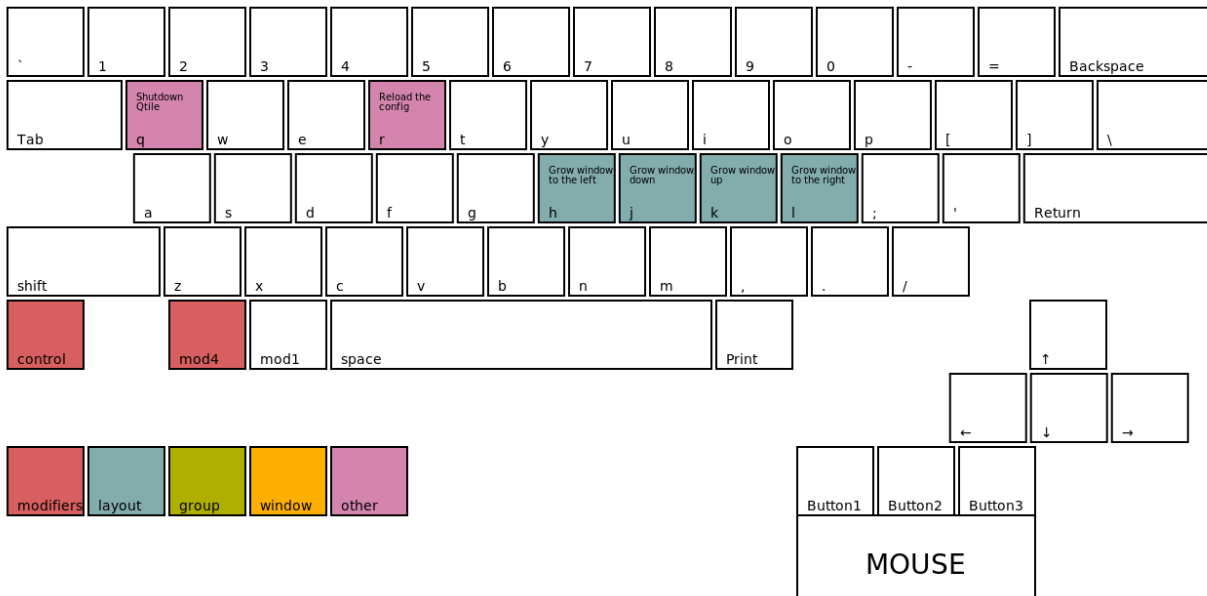 ` 1 2 3 4 5 6 7 8 9 0 - = Backspace
Shutdown
Qtile
Reload the
config
Tab q w e r t y u i o p [ ] \
Grow window
to the left
Grow window
down
Grow window
up
Grow window
to the right
a s d f g h j k l ; ' Return
shift z x c v b n m , . /
control mod4 mod1 space Print ↑
← ↓ →
modifiers layout group window other Button1 Button2 Button3
MOUSE